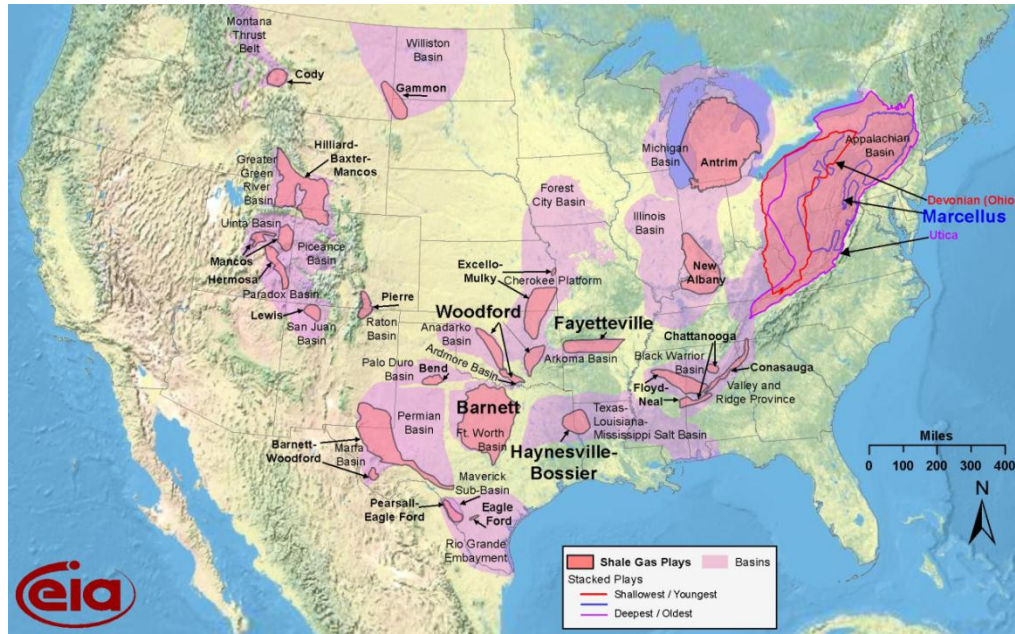 Montana
Thrust
Belt
Cody
Williston
Basin
Gammon
Hilliard-
Baxter-
Mancos
Greater
Green
River
Basin
Uinta Basin
Piceance
Basin
Mancos
Hermosa
Paradox Basin
Lewis
San Juan
Basin
Pierre
Raton
Basin
Michigan
Basin
Antrim
Forest
City Basin
Illinois
Basin
New
Albany
Excello-
Mulky
Cherokee Platform
Appalachian
Basin
Devonian (Ohio
Marcellus
Utica
Woodford
Anadarko
Basin
Ardmore Basin
Fayetteville
Arkoma Basin
Chattanooga
Black Warrior
Basin
Conasauga
Floyd-
Neal
Valley and
Ridge Province
Palo Duro
Basin
Bend
Permian
Basin
Barnett
Ft. Worth
Basin
Texas-
Louisiana-
Mississippi Salt Basin
Haynesville-
Bossier
Barnett-
Woodford
Marfa
Basin
Maverick
Sub-Basin
Pearsall-
Eagle Ford
Eagle
Ford
Rio Grande
Embayment
Miles
0 100 200 300 400
N
Shale Gas Plays
Basins
Stacked Plays
Shallowest / Youngest
Deepest / Oldest
eia